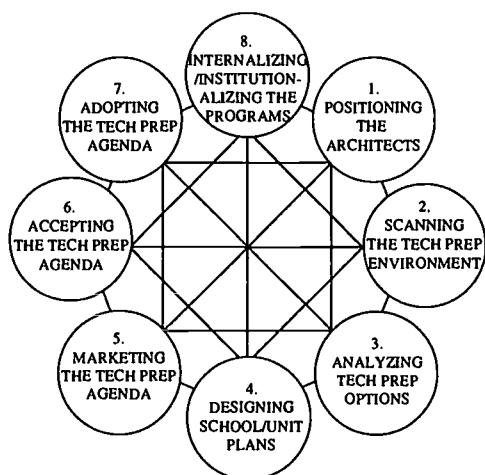 8.
INTERNALIZING
/INSTITUTION-
ALIZING THE
PROGRAMS
1.
POSITIONING
THE
ARCHITECTS
2.
SCANNING
THE TECH PREP
ENVIRONMENT
3.
ANALYZING
TECH PREP
OPTIONS
4.
DESIGNING
SCHOOL/UNIT
PLANS
5.
MARKETING
THE TECH PREP
AGENDA
6.
ACCEPTING
THE TECH PREP
AGENDA
7.
ADOPTING
THE TECH PREP
AGENDA